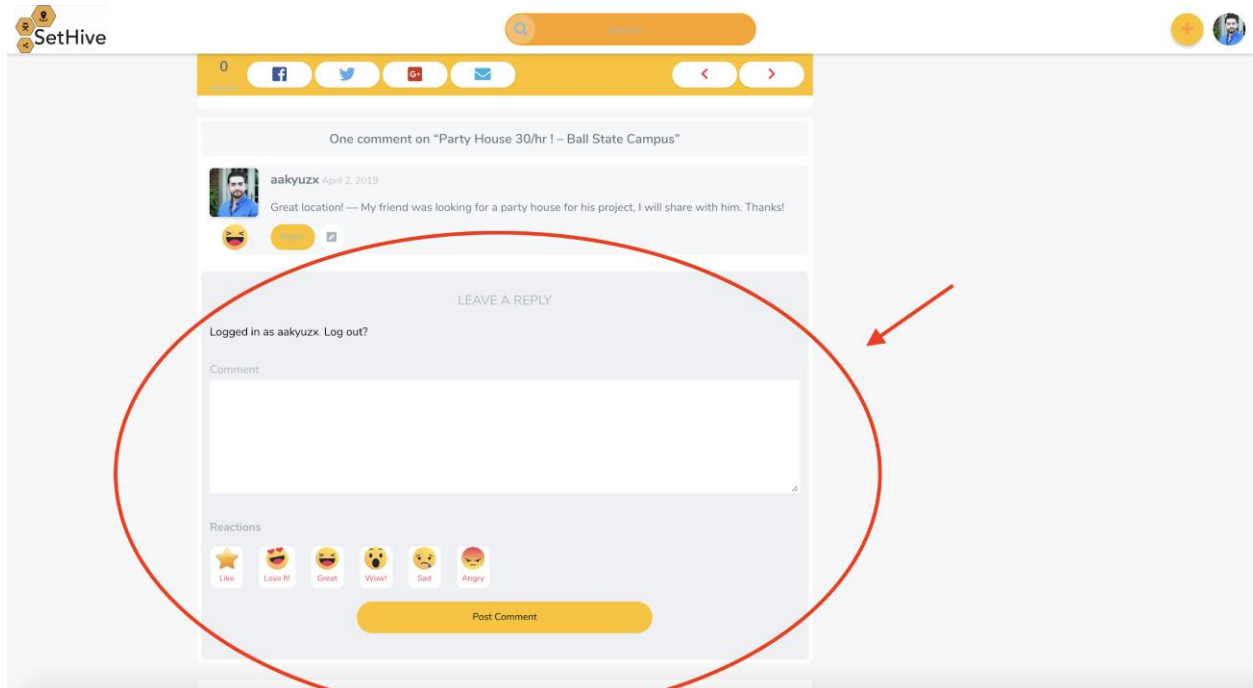 SetHive
0
G+
One comment on “Party House 30/hr ! – Ball State Campus”
aakyuzx April 2, 2019
Great location! — My friend was looking for a party house for his project, I will share with him. Thanks!
Reply
LEAVE A REPLY
Logged in as aakyuzx. Log out?
Comment
Reactions
Like Love It! Great Wow! Sad Angry
Post Comment